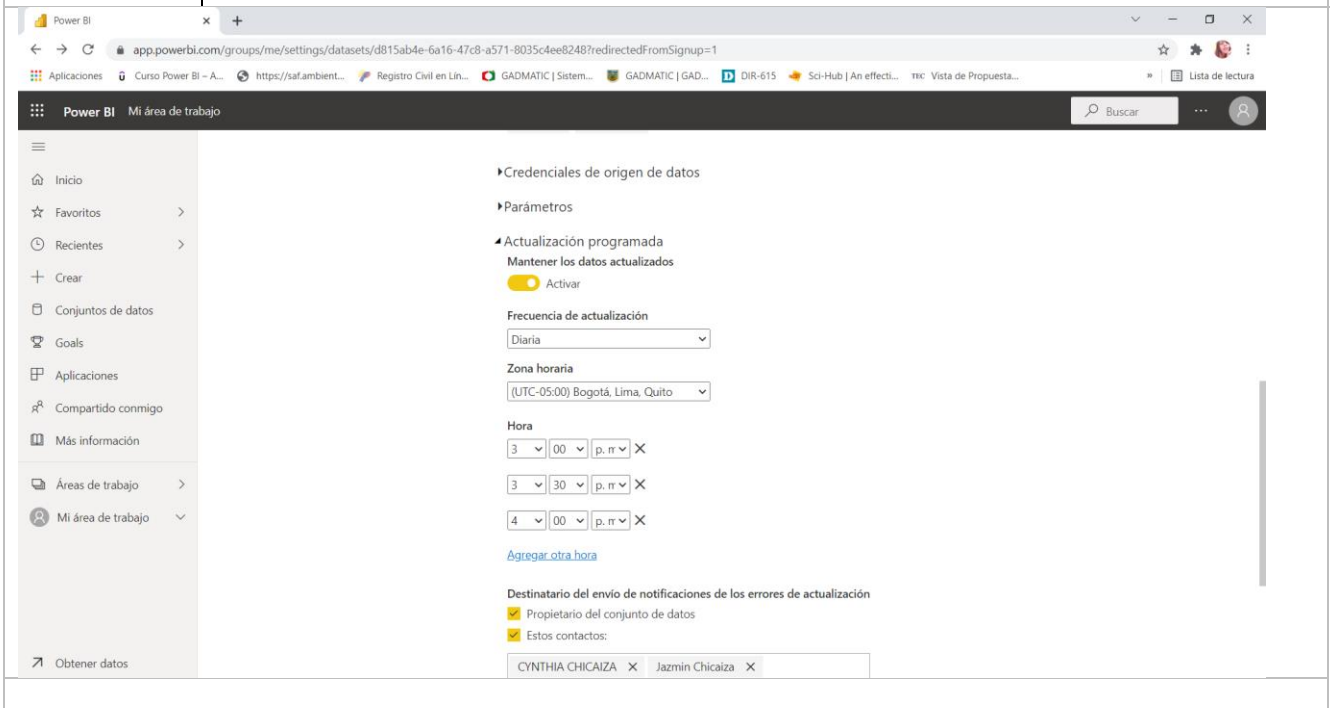 Power BI
app.powerbi.com/groups/me/settings/datasets/d815ab4e-6a16-47c8-a571-8035c4ee8248?redirectedFromSignup=1
Aplicaciones Curso Power BI – A... https://saf.ambient... Registro Civil en Lín... GADMATIC | Sistem... GADMATIC | GAD... DIR-615 Sci-Hub | An effecti... TEC Vista de Propuesta... » Lista de lectura
Power BI Mi área de trabajo Buscar
Inicio
Favoritos
Recientes
Crear
Conjuntos de datos
Goals
Aplicaciones
Compartido conmigo
Más información
Áreas de trabajo
Mi área de trabajo
Obtener datos
Credenciales de origen de datos
Parámetros
Actualización programada
Mantener los datos actualizados
Activar
Frecuencia de actualización
Diaria
Zona horaria
(UTC-05:00) Bogotá, Lima, Quito
Hora
3 00 p. m
3 30 p. m
4 00 p. m
Agregar otra hora
Destinatario del envío de notificaciones de los errores de actualización
Propietario del conjunto de datos
Estos contactos:
CYNTHIA CHICAIZA Jazmin Chicaiza